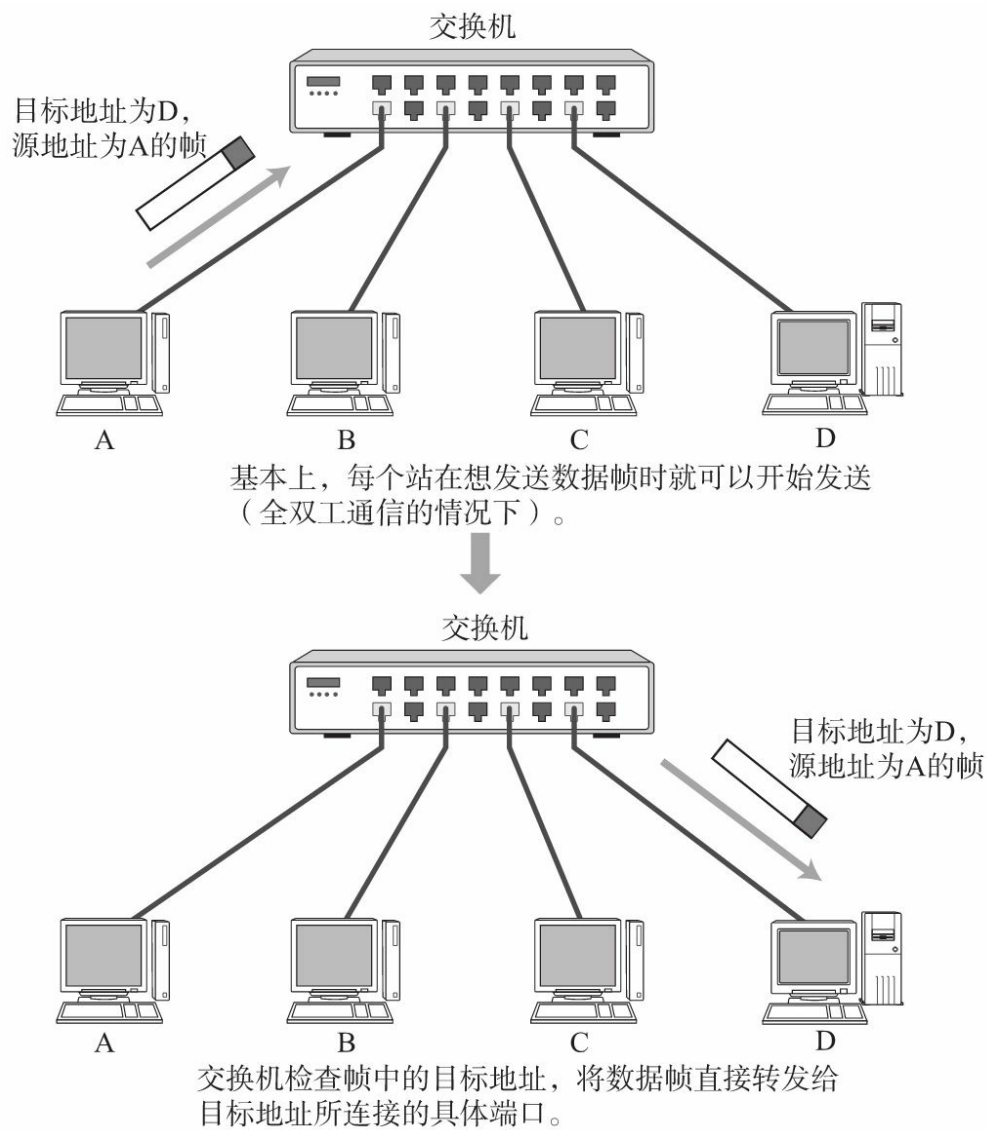 交换机
目标地址为D，
源地址为A的帧
A
B
C
D
基本上，每个站在想发送数据帧时就可以开始发送
（全双工通信的情况下）。
交换机
目标地址为D，
源地址为A的帧
A
B
C
D
交换机检查帧中的目标地址，将数据帧直接转发给
目标地址所连接的具体端口。